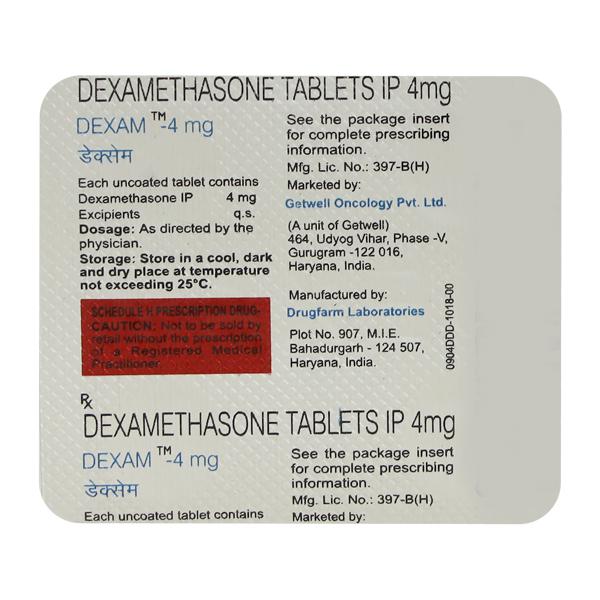 DEXAMETHASONE TABLETS IP 4mg
DEXAM ™-4 mg
डेक्सेम
Each uncoated tablet contains
Dexamethasone IP 4 mg
Excipients q.s.
Dosage: As directed by the
physician.
Storage: Store in a cool, dark
and dry place at temperature
not exceeding 25°C.
SCHEDULE H PRESCRIPTION DRUG-
CAUTION: Not to be sold by
retail without the prescription
of a Registered Medical
Practitioner.
See the package insert
for complete prescribing
information.
Mfg. Lic. No.: 397-B(H)
Marketed by:
Getwell Oncology Pvt. Ltd.
(A unit of Getwell)
464, Udyog Vihar, Phase -V,
Gurugram -122 016,
Haryana, India.
Manufactured by:
Drugfarm Laboratories
Plot No. 907, M.I.E.
Bahadurgarh - 124 507,
Haryana, India.
0904DDD-1018-00
Rx
DEXAMETHASONE TABLETS IP 4mg
DEXAM ™-4 mg
डेक्सेम
Each uncoated tablet contains
See the package insert
for complete prescribing
information.
Mfg. Lic. No.: 397-B(H)
Marketed by: